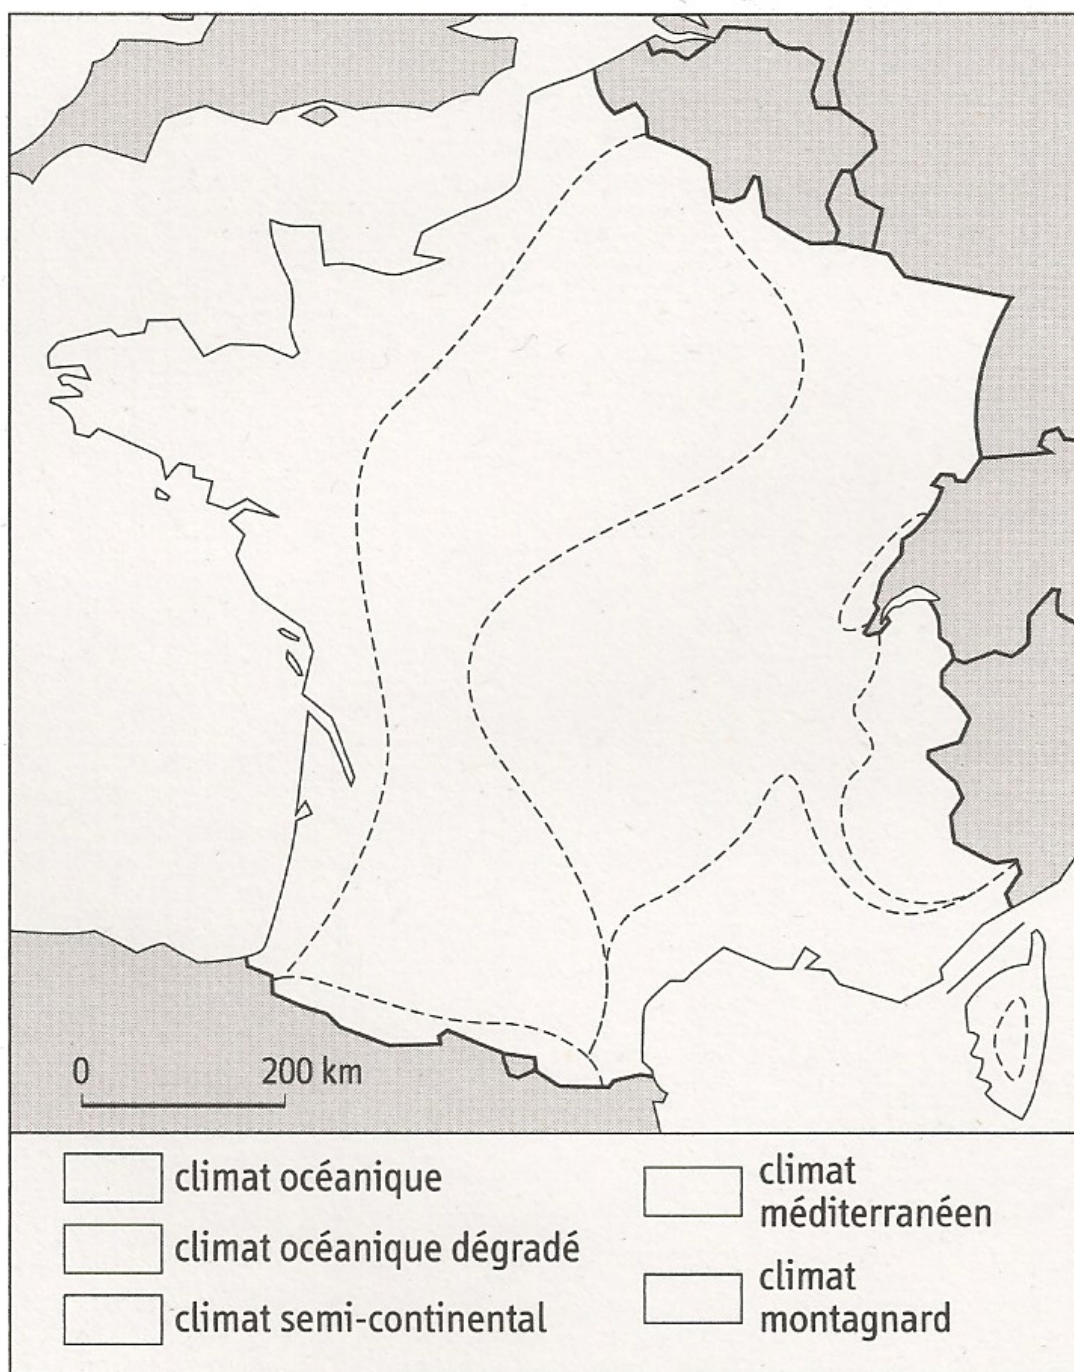 0 200 km
climat océanique
climat océanique dégradé
climat semi-continental
climat
méditerranéen
climat
montagnard